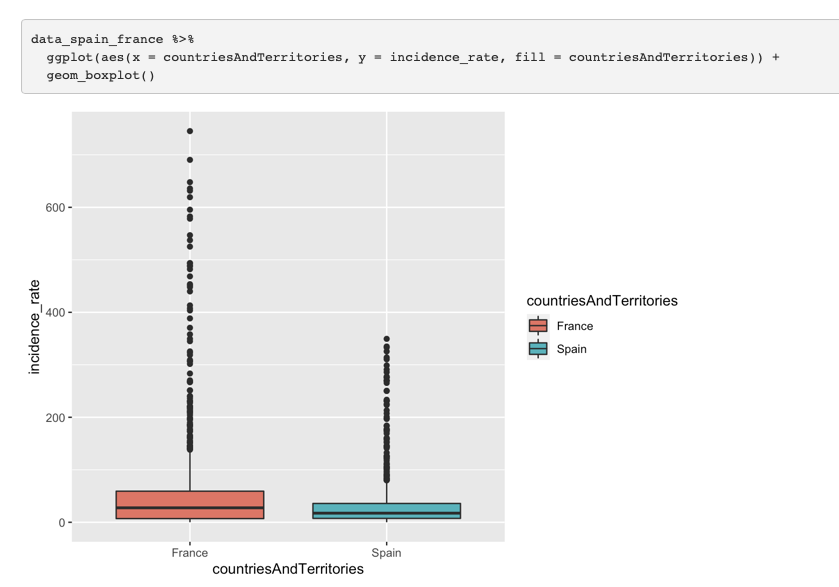 data_spain_france %>%
  ggplot(aes(x = countriesAndTerritories, y = incidence_rate, fill = countriesAndTerritories)) +
  geom_boxplot()
600
400
200
0
incidence_rate
France
Spain
countriesAndTerritories
countriesAndTerritories
France
Spain